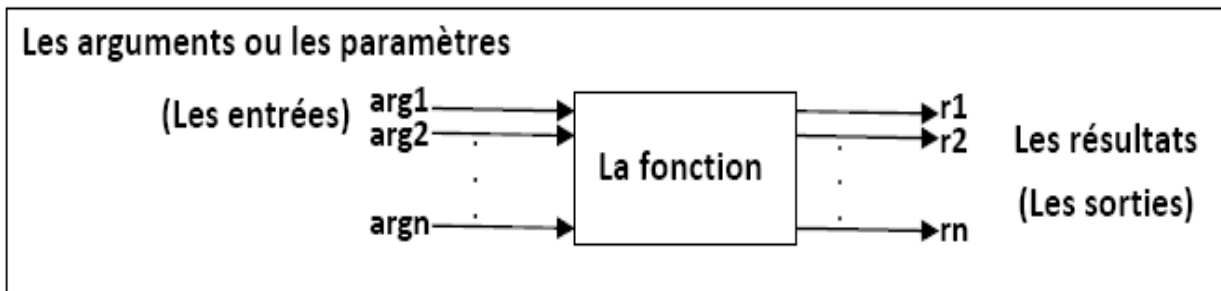 Les arguments ou les paramètres
(Les entrées)
arg1
arg2
.
.
.
argn
La fonction
r1
r2
.
.
.
rn
Les résultats
(Les sorties)